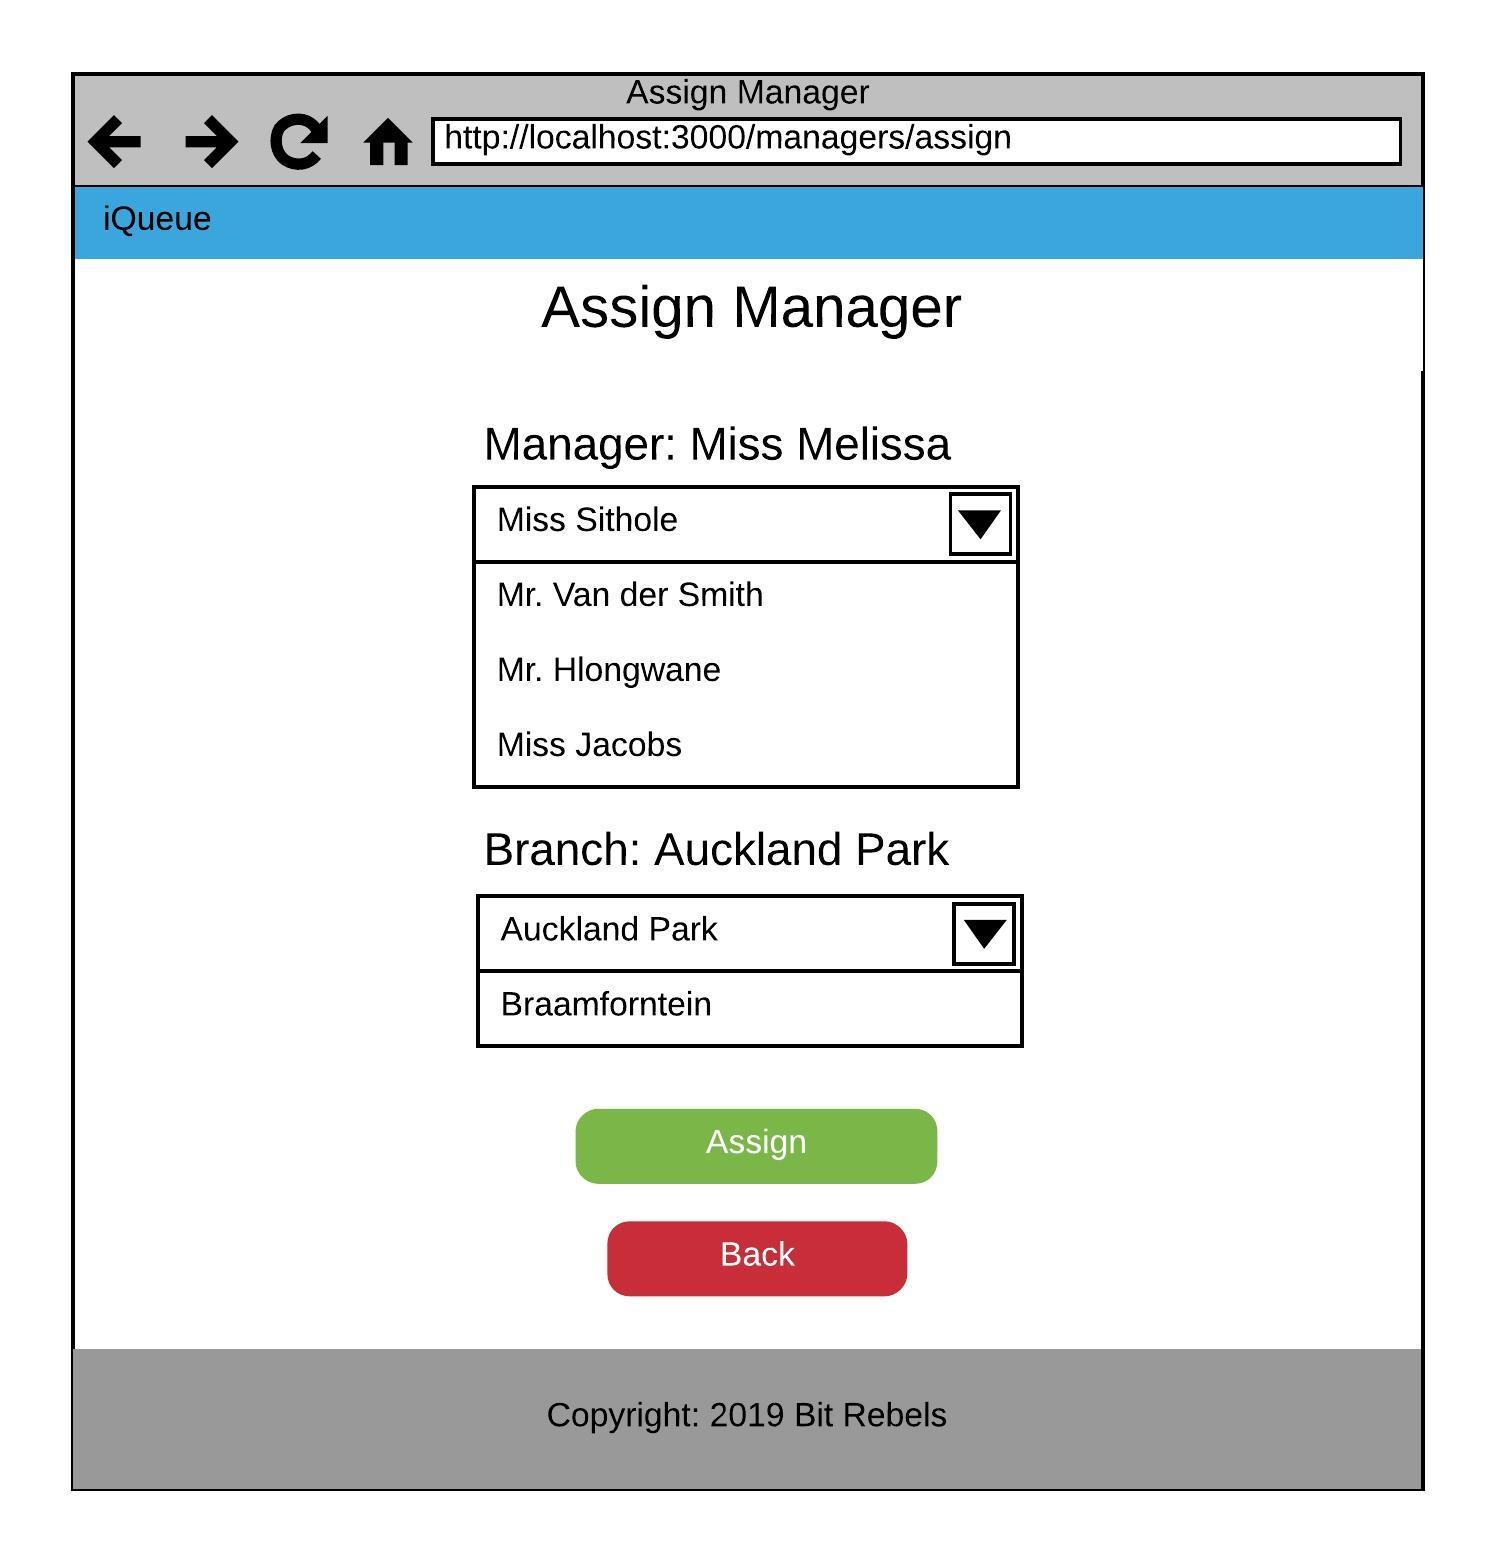 Assign Manager
http://localhost:3000/managers/assign
iQueue
Assign Manager
Manager: Miss Melissa
Miss Sithole
Mr. Van der Smith
Mr. Hlongwane
Miss Jacobs
Branch: Auckland Park
Auckland Park
Braamforntein
Assign
Back
Copyright: 2019 Bit Rebels